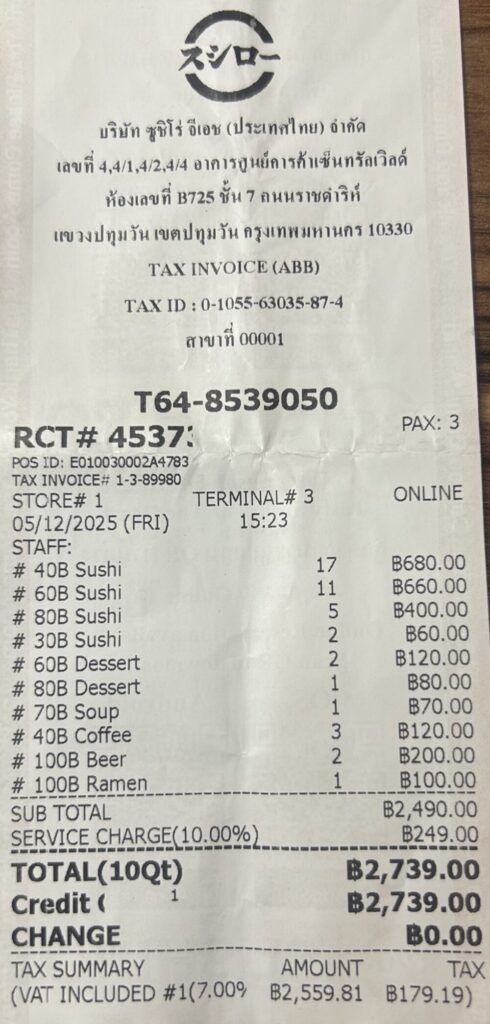 スシロー
บริษัท ซูชิโร่ จีเอช (ประเทศไทย) จำกัด
เลขที่ 4,4/1,4/2,4/4 อาคารศูนย์การค้าเซ็นทรัลเวิลด์
ห้องเลขที่ B725 ชั้น 7 ถนนราชดำริห์
แขวงปทุมวัน เขตปทุมวัน กรุงเทพมหานคร 10330
TAX INVOICE (ABB)
TAX ID : 0-1055-63035-87-4
สาขาที่ 00001
T64-8539050
PAX: 3
RCT# 4537
POS ID: E010030002A4783
TAX INVOICE# 1-3-89980
STORE# 1 TERMINAL# 3 ONLINE
05/12/2025 (FRI) 15:23
STAFF:
# 40B Sushi 17 ฿680.00
# 60B Sushi 11 ฿660.00
# 80B Sushi 5 ฿400.00
# 30B Sushi 2 ฿60.00
# 60B Dessert 2 ฿120.00
# 80B Dessert 1 ฿80.00
# 70B Soup 1 ฿70.00
# 40B Coffee 3 ฿120.00
# 100B Beer 2 ฿200.00
# 100B Ramen 1 ฿100.00
SUB TOTAL ฿2,490.00
SERVICE CHARGE(10.00%) ฿249.00
TOTAL(10Qt) ฿2,739.00
Credit ( 1 ฿2,739.00
CHANGE ฿0.00
TAX SUMMARY AMOUNT TAX
(VAT INCLUDED #1(7.00% ฿2,559.81 ฿179.19)